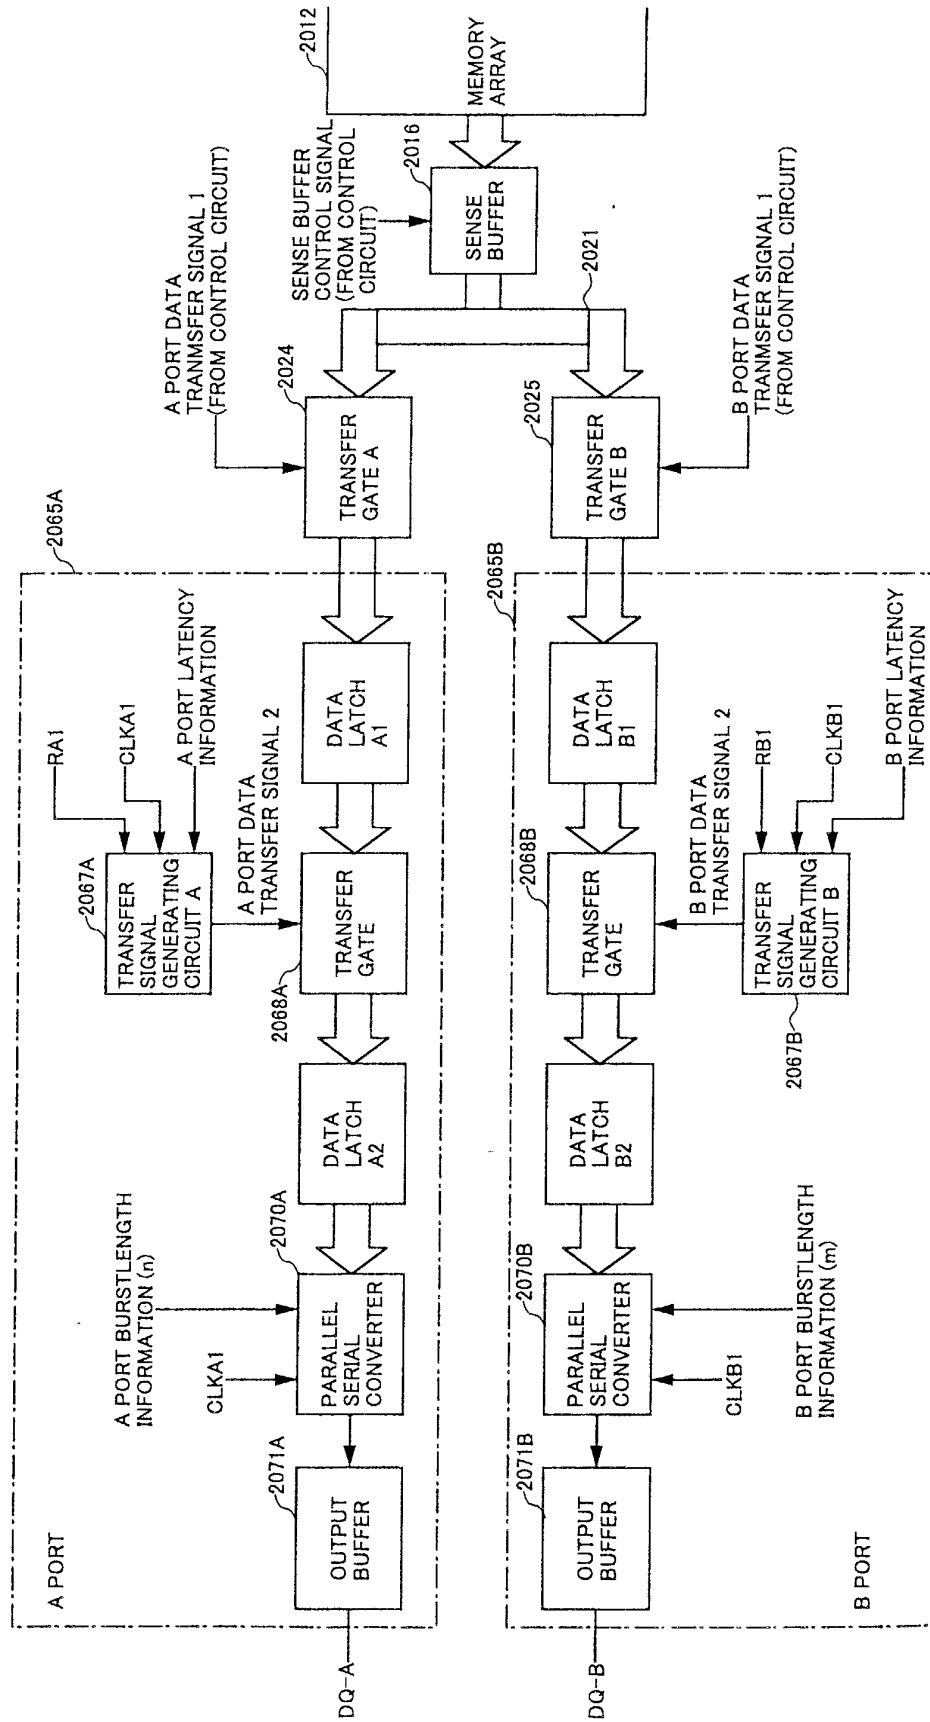 A PORT
2065A
RA1
CLKA1
A PORT LATENCY
INFORMATION
2067A
TRANSFER
SIGNAL
GENERATING
CIRCUIT A
A PORT DATA
TRANSFER SIGNAL 2
A PORT BURSTLENGTH
INFORMATION (n)
CLKA1
DQ-A
2071A
OUTPUT
BUFFER
2070A
PARALLEL
SERIAL
CONVERTER
DATA
LATCH
A2
2068A
TRANSFER
GATE
DATA
LATCH
A1
2024
TRANSFER
GATE A
A PORT DATA
TRANMSFER SIGNAL 1
(FROM CONTROL CIRCUIT)
SENSE BUFFER
CONTROL SIGNAL
(FROM CONTROL
CIRCUIT)
2016
SENSE
BUFFER
2012
MEMORY
ARRAY
2021
DQ-B
2071B
OUTPUT
BUFFER
2070B
PARALLEL
SERIAL
CONVERTER
DATA
LATCH
B2
2068B
TRANSFER
GATE
DATA
LATCH
B1
2065B
2025
TRANSFER
GATE B
B PORT DATA
TRANMSFER SIGNAL 1
(FROM CONTROL CIRCUIT)
CLKB1
B PORT BURSTLENGTH
INFORMATION (m)
B PORT DATA
TRANSFER SIGNAL 2
2067B
TRANSFER
SIGNAL
GENERATING
CIRCUIT B
RB1
CLKB1
B PORT LATENCY
INFORMATION
B PORT